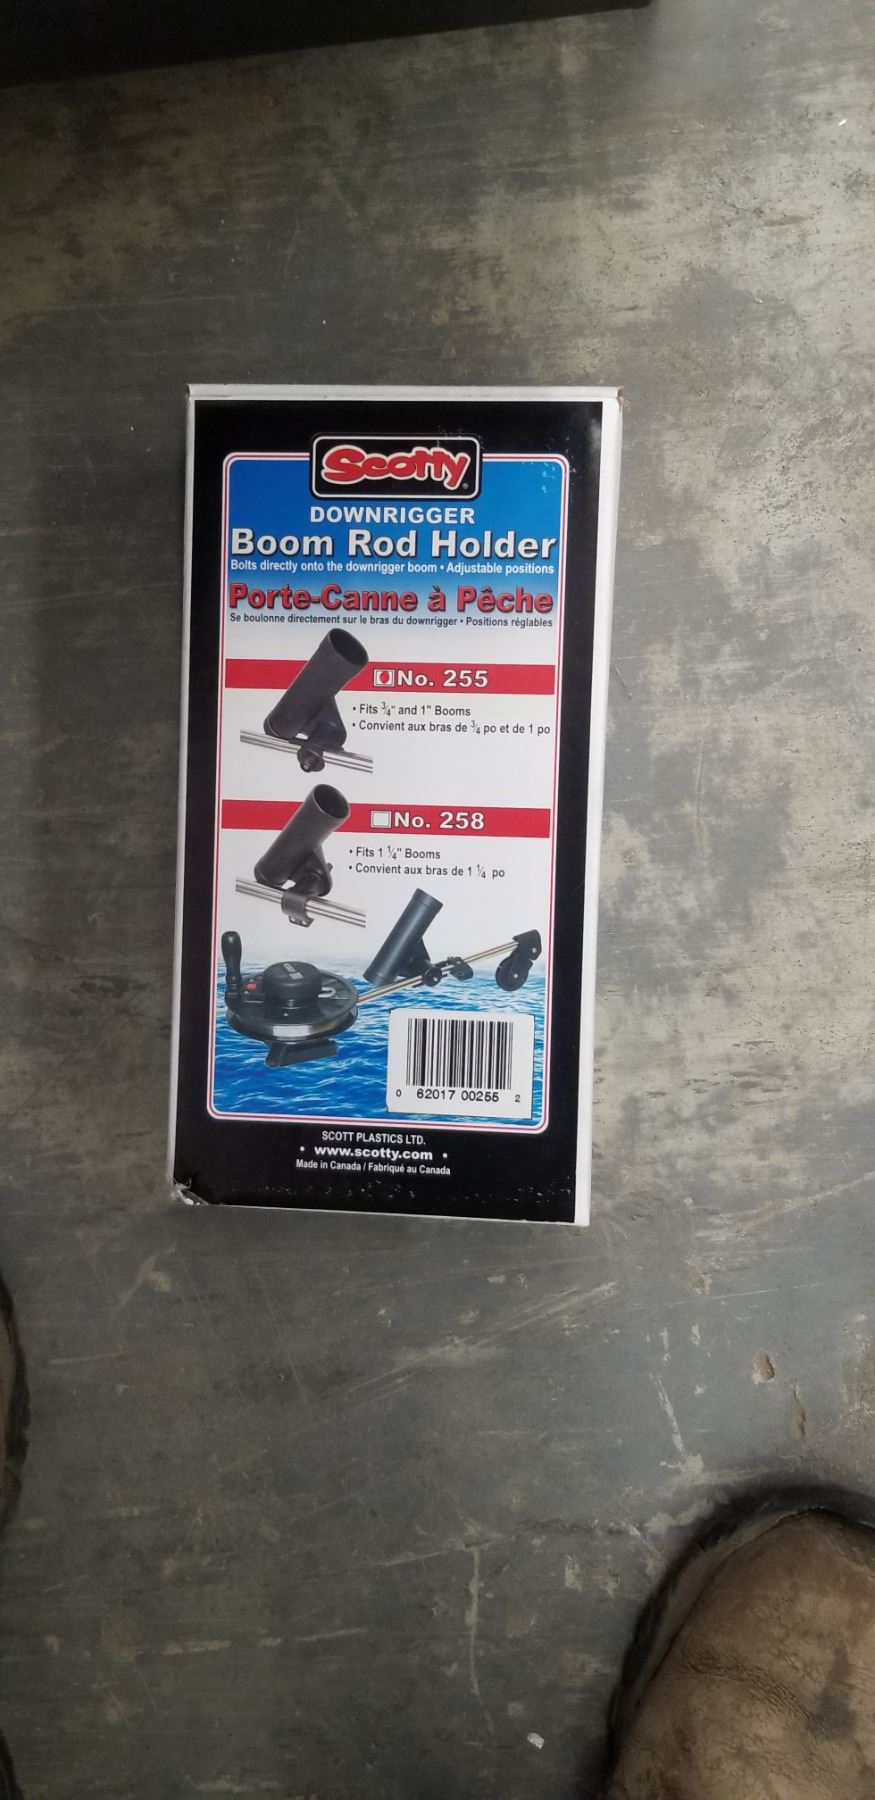 Scotty®
DOWNRIGGER
Boom Rod Holder
Bolts directly onto the downrigger boom • Adjustable positions
Porte-Canne à Pêche
Se boulonne directement sur le bras du downrigger • Positions réglables
No. 255
• Fits 3/4" and 1" Booms
• Convient aux bras de 3/4 po et de 1 po
No. 258
• Fits 1 1/4" Booms
• Convient aux bras de 1 1/4 po
0 62017 00255 2
SCOTT PLASTICS LTD.
• www.scotty.com •
Made in Canada / Fabriqué au Canada